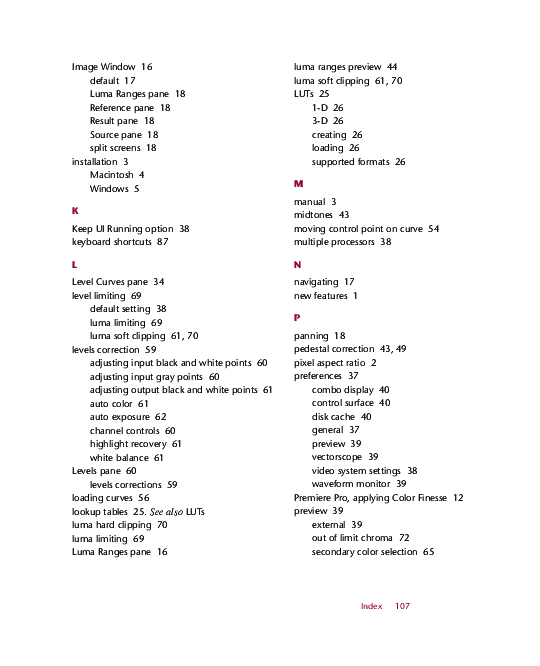 Image Window 16
default 17
Luma Ranges pane 18
Reference pane 18
Result pane 18
Source pane 18
split screens 18
installation 3
Macintosh 4
Windows 5
K
Keep UI Running option 38
keyboard shortcuts 87
L
Level Curves pane 34
level limiting 69
default setting 38
luma limiting 69
luma soft clipping 61, 70
levels correction 59
adjusting input black and white points 60
adjusting input gray points 60
adjusting output black and white points 61
auto color 61
auto exposure 62
channel controls 60
highlight recovery 61
white balance 61
Levels pane 60
levels corrections 59
loading curves 56
lookup tables 25. See also LUTs
luma hard clipping 70
luma limiting 69
Luma Ranges pane 16
luma ranges preview 44
luma soft clipping 61, 70
LUTs 25
1-D 26
3-D 26
creating 26
loading 26
supported formats 26
M
manual 3
midtones 43
moving control point on curve 54
multiple processors 38
N
navigating 17
new features 1
P
panning 18
pedestal correction 43, 49
pixel aspect ratio 2
preferences 37
combo display 40
control surface 40
disk cache 40
general 37
preview 39
vectorscope 39
video system settings 38
waveform monitor 39
Premiere Pro, applying Color Finesse 12
preview 39
external 39
out of limit chroma 72
secondary color selection 65
Index 107